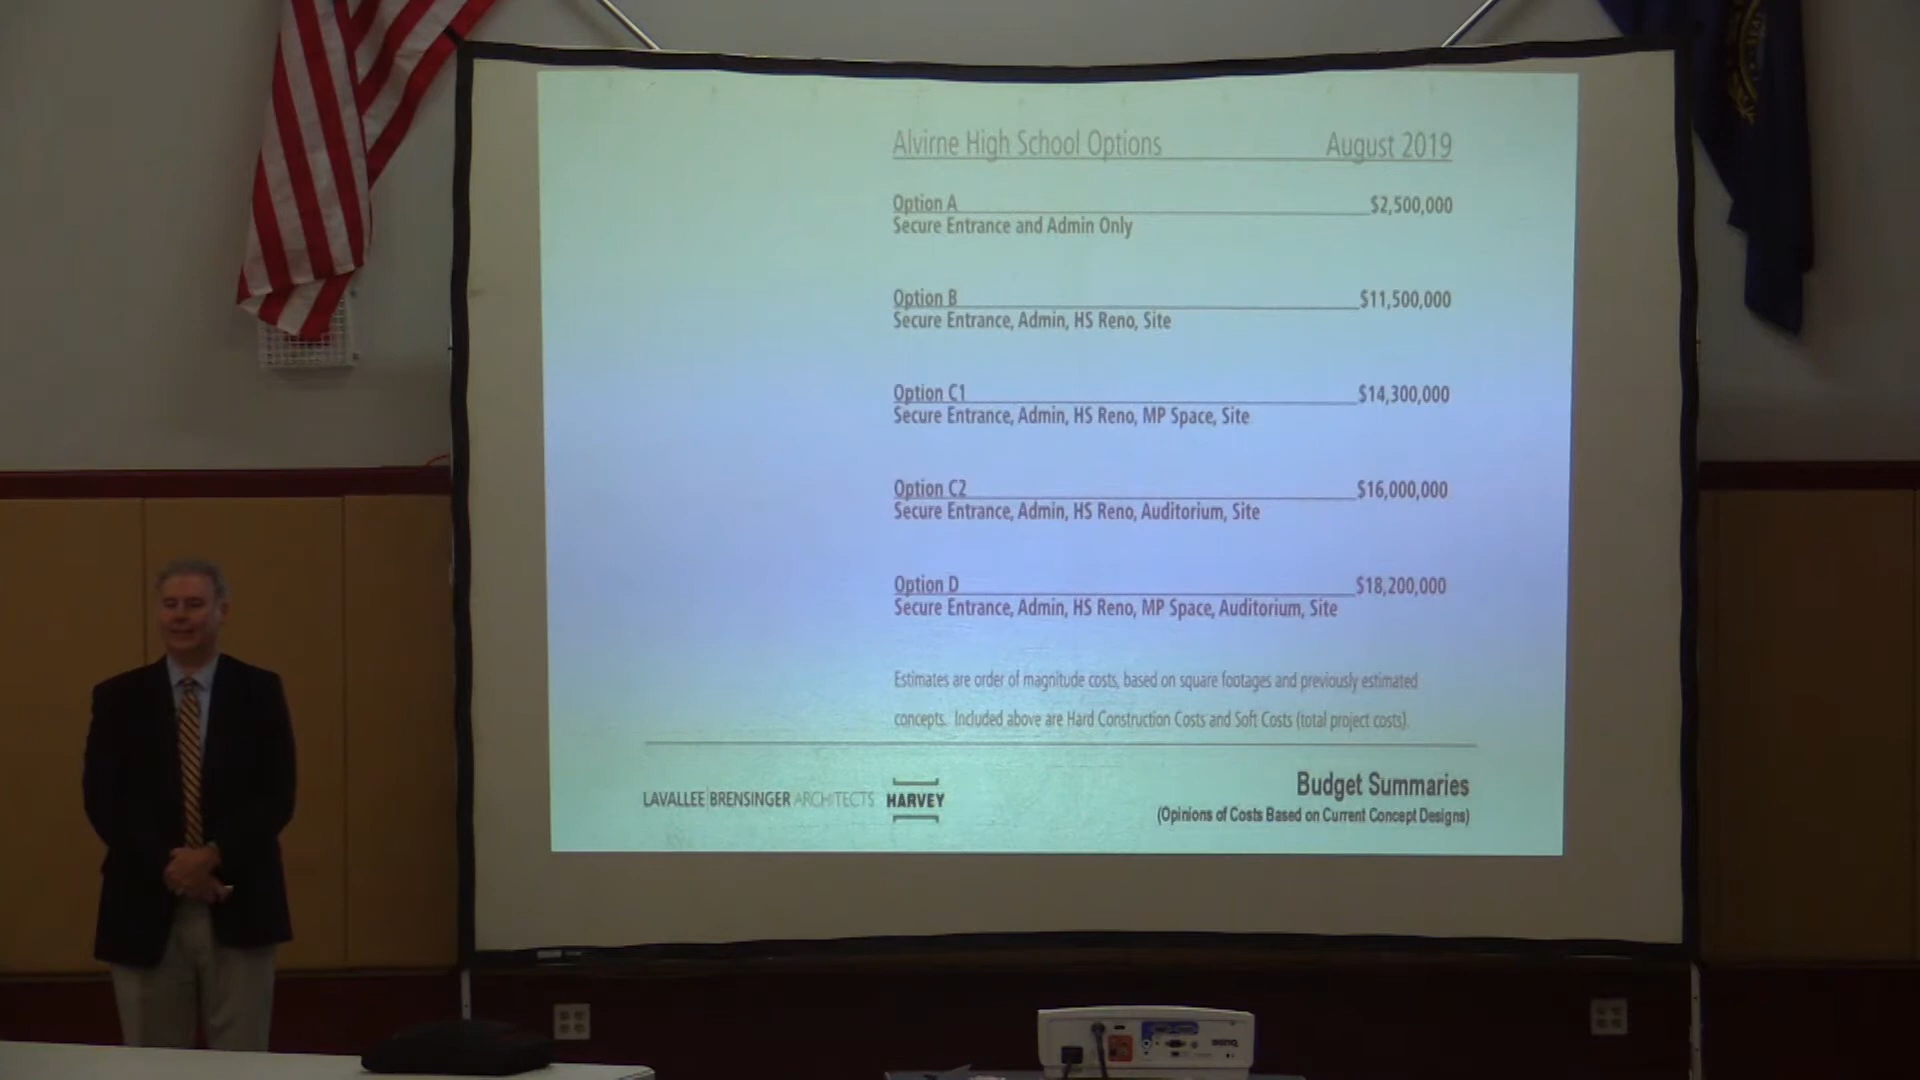 Alvirne High School Options August 2019
Option A $2,500,000
Secure Entrance and Admin Only
Option B $11,500,000
Secure Entrance, Admin, HS Reno, Site
Option C1 $14,300,000
Secure Entrance, Admin, HS Reno, MP Space, Site
Option C2 $16,000,000
Secure Entrance, Admin, HS Reno, Auditorium, Site
Option D $18,200,000
Secure Entrance, Admin, HS Reno, MP Space, Auditorium, Site
Estimates are order of magnitude costs, based on square footages and previously estimated
concepts. Included above are Hard Construction Costs and Soft Costs (total project costs).
LAVALLEE|BRENSINGER ARCHITECTS HARVEY
Budget Summaries
(Opinions of Costs Based on Current Concept Designs)